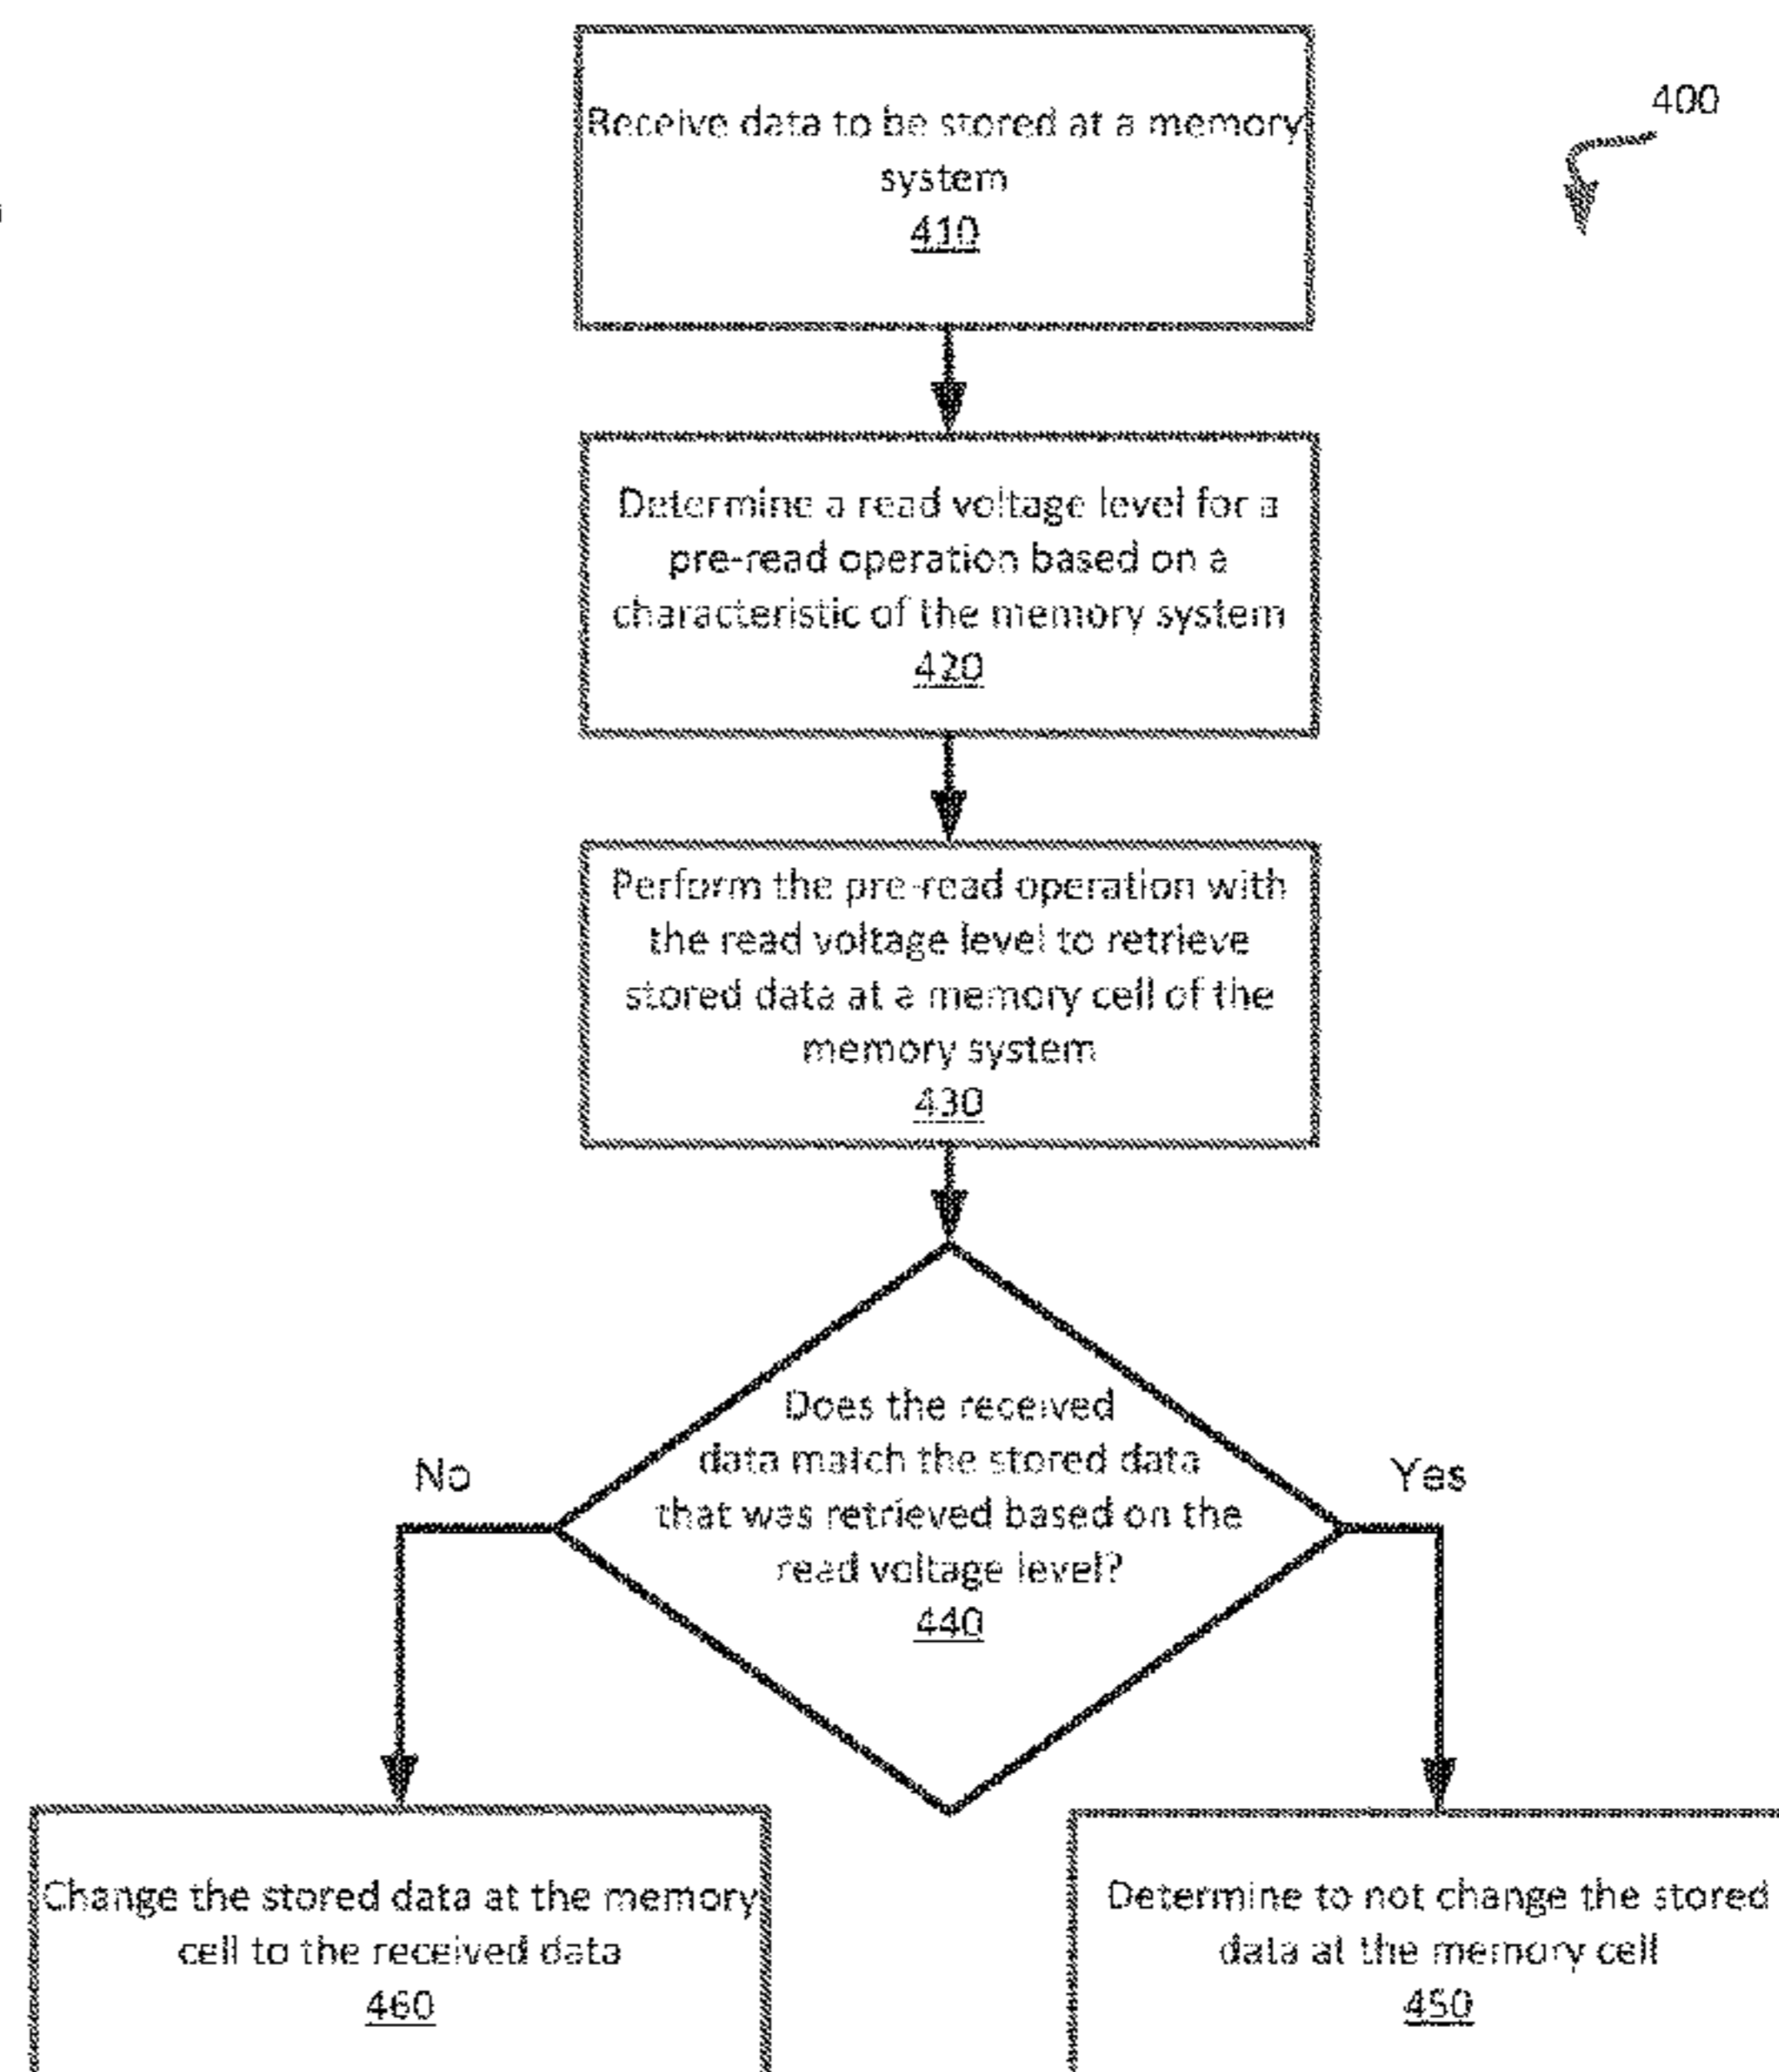 400
Receive data to be stored at a memory
system
410
Determine a read voltage level for a
pre-read operation based on a
characteristic of the memory system
420
Perform the pre-read operation with
the read voltage level to retrieve
stored data at a memory cell of the
memory system
430
Does the received
data match the stored data
that was retrieved based on the
read voltage level?
440
No
Yes
Change the stored data at the memory
cell to the received data
460
Determine to not change the stored
data at the memory cell
450